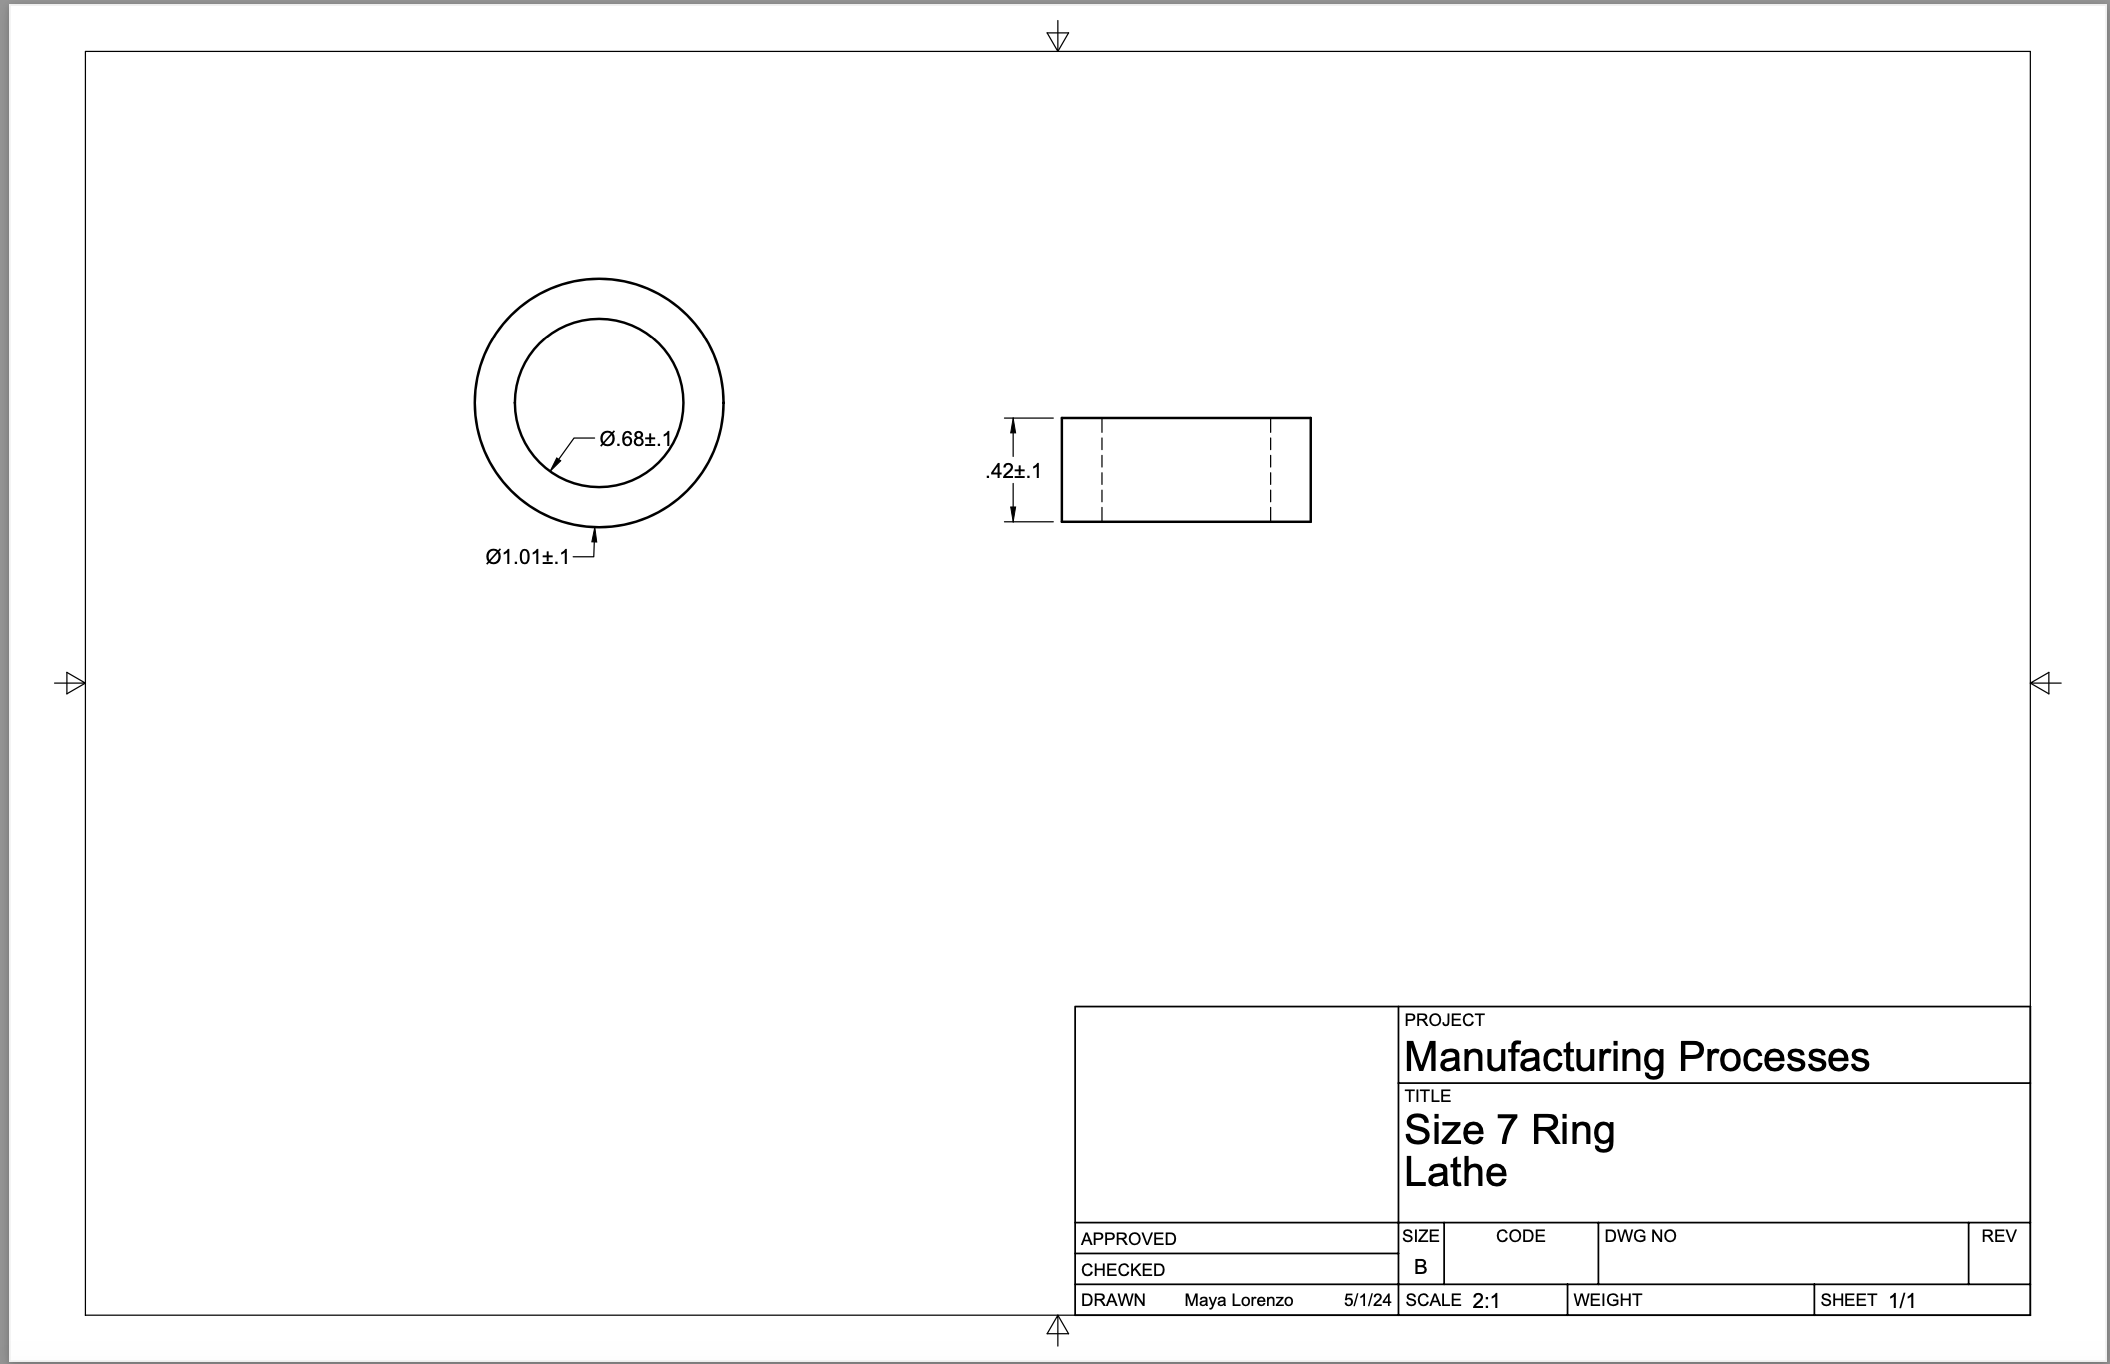 Ø.68±.1
Ø1.01±.1
.42±.1
PROJECT
Manufacturing Processes
TITLE
Size 7 Ring
Lathe
APPROVED
CHECKED
DRAWN Maya Lorenzo 5/1/24
SIZE
B
CODE
DWG NO
REV
SCALE 2:1
WEIGHT
SHEET 1/1